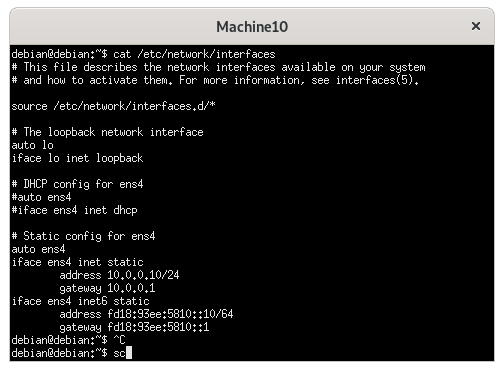 Machine10
debian@debian:~$ cat /etc/network/interfaces
# This file describes the network interfaces available on your system
# and how to activate them. For more information, see interfaces(5).

source /etc/network/interfaces.d/*

# The loopback network interface
auto lo
iface lo inet loopback

# DHCP config for ens4
#auto ens4
#iface ens4 inet dhcp

# Static config for ens4
auto ens4
iface ens4 inet static
        address 10.0.0.10/24
        gateway 10.0.0.1
iface ens4 inet6 static
        address fd18:93ee:5810::10/64
        gateway fd18:93ee:5810::1
debian@debian:~$ ^C
debian@debian:~$ sc